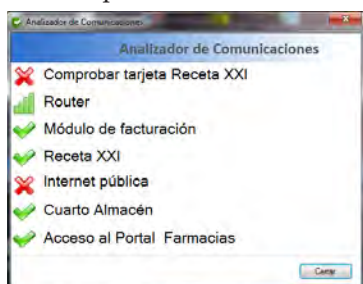 Analizador de Comunicaciones
Analizador de Comunicaciones
Comprobar tarjeta Receta XXI
Router
Módulo de facturación
Receta XXI
Internet pública
Cuarto Almacén
Acceso al Portal Farmacias
Cerrar